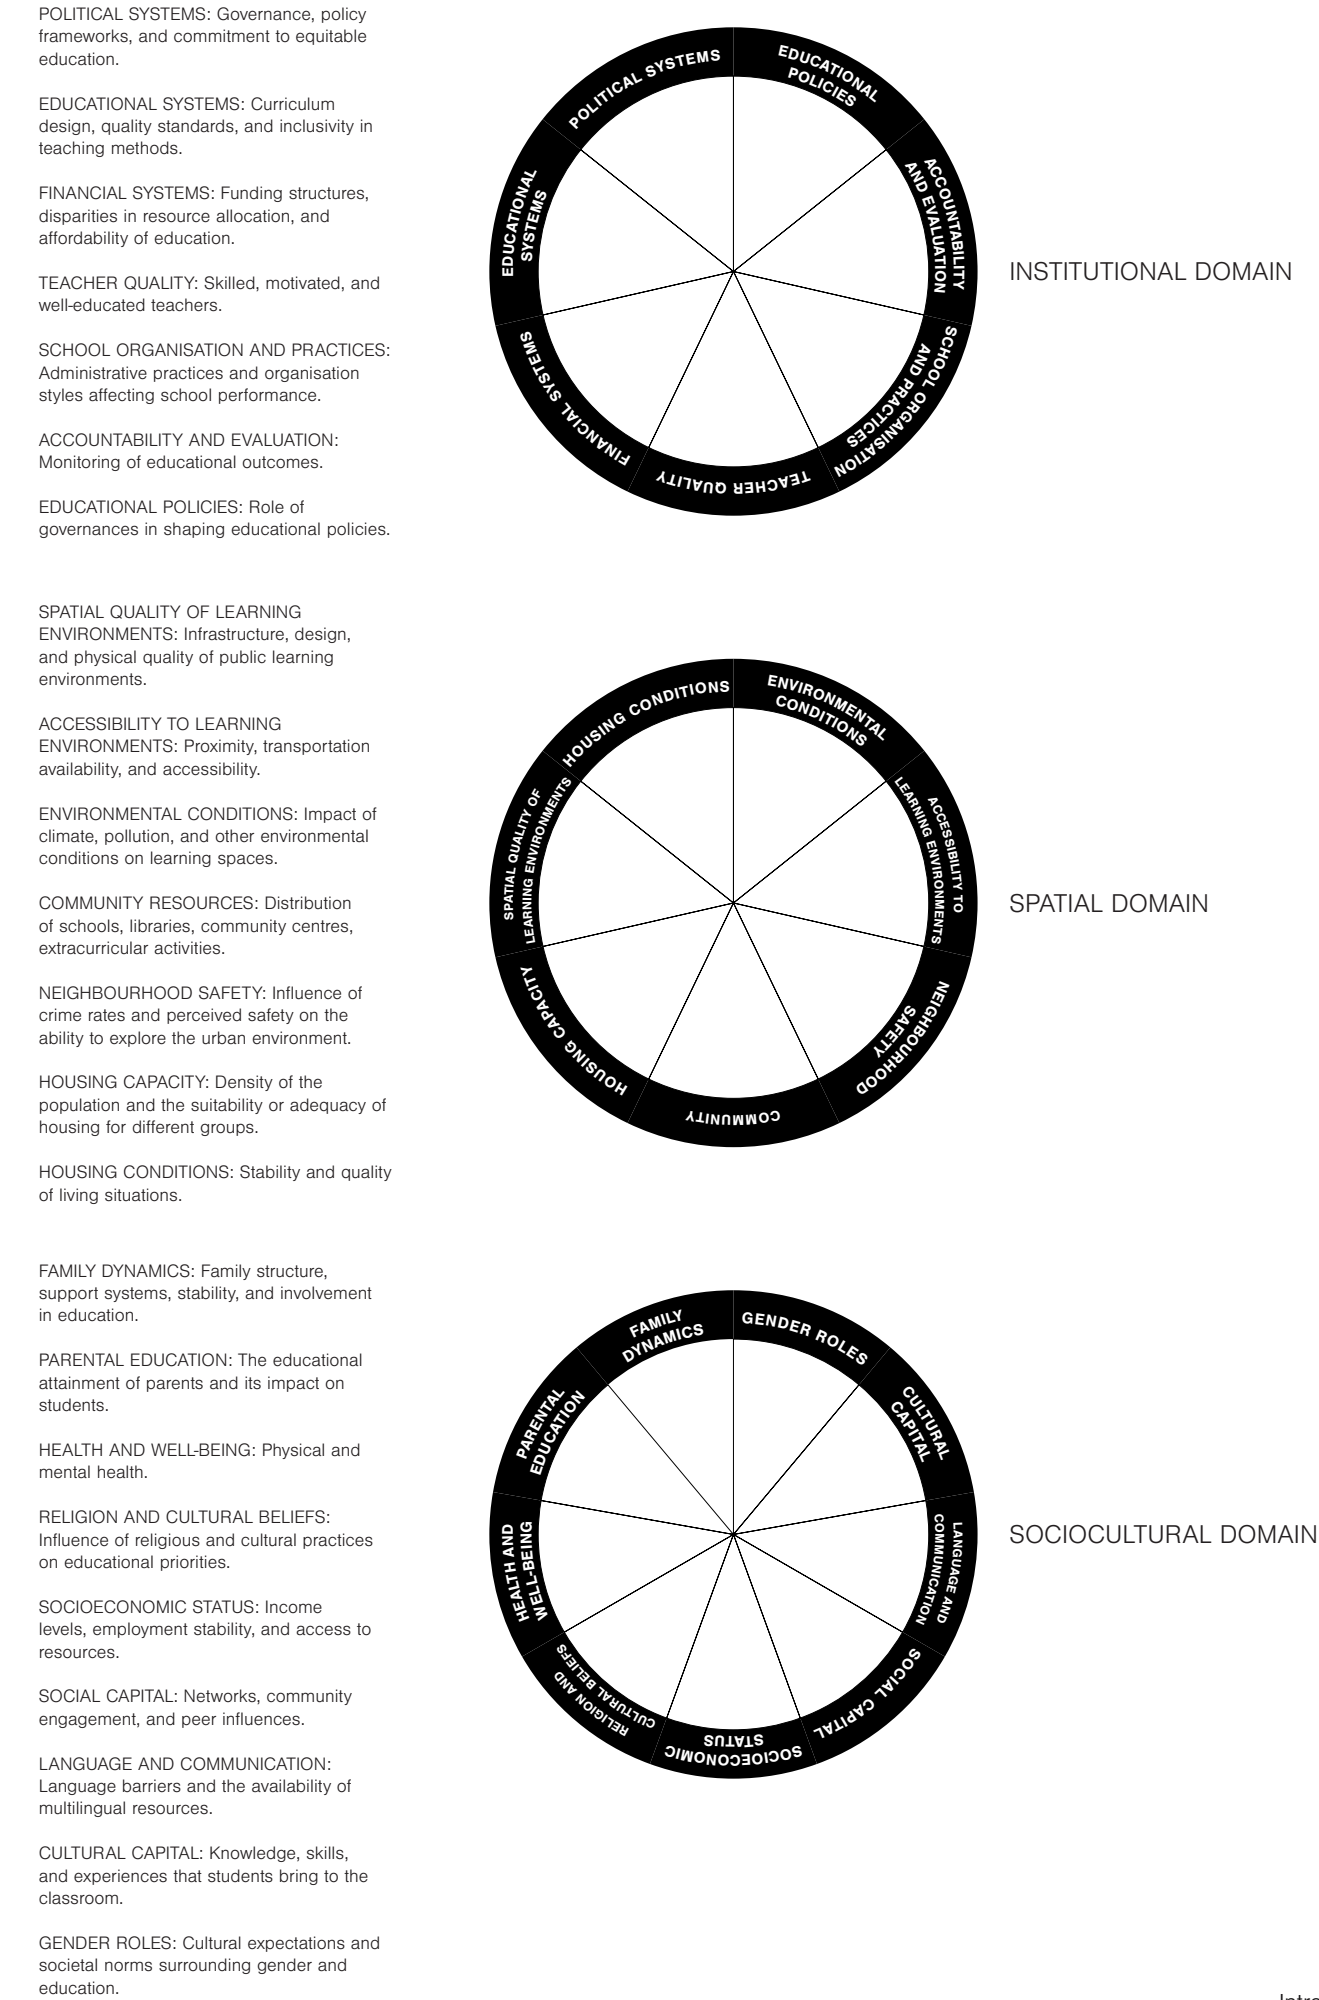 POLITICAL SYSTEMS: Governance, policy
frameworks, and commitment to equitable
education.
EDUCATIONAL SYSTEMS: Curriculum
design, quality standards, and inclusivity in
teaching methods.
FINANCIAL SYSTEMS: Funding structures,
disparities in resource allocation, and
affordability of education.
TEACHER QUALITY: Skilled, motivated, and
well-educated teachers.
SCHOOL ORGANISATION AND PRACTICES:
Administrative practices and organisation
styles affecting school performance.
ACCOUNTABILITY AND EVALUATION:
Monitoring of educational outcomes.
EDUCATIONAL POLICIES: Role of
governances in shaping educational policies.
POLITICAL SYSTEMS
EDUCATIONAL
POLICIES
ACCOUNTABILITY
AND EVALUATION
SCHOOL ORGANISATION
AND PRACTICES
TEACHER QUALITY
FINANCIAL SYSTEMS
EDUCATIONAL
SYSTEMS
INSTITUTIONAL DOMAIN
SPATIAL QUALITY OF LEARNING
ENVIRONMENTS: Infrastructure, design,
and physical quality of public learning
environments.
ACCESSIBILITY TO LEARNING
ENVIRONMENTS: Proximity, transportation
availability, and accessibility.
ENVIRONMENTAL CONDITIONS: Impact of
climate, pollution, and other environmental
conditions on learning spaces.
COMMUNITY RESOURCES: Distribution
of schools, libraries, community centres,
extracurricular activities.
NEIGHBOURHOOD SAFETY: Influence of
crime rates and perceived safety on the
ability to explore the urban environment.
HOUSING CAPACITY: Density of the
population and the suitability or adequacy of
housing for different groups.
HOUSING CONDITIONS: Stability and quality
of living situations.
HOUSING CONDITIONS
ENVIRONMENTAL
CONDITIONS
ACCESSIBILITY TO
LEARNING ENVIRONMENTS
NEIGHBOURHOOD
SAFETY
COMMUNITY
HOUSING CAPACITY
SPATIAL QUALITY OF
LEARNING ENVIRONMENTS
SPATIAL DOMAIN
FAMILY DYNAMICS: Family structure,
support systems, stability, and involvement
in education.
PARENTAL EDUCATION: The educational
attainment of parents and its impact on
students.
HEALTH AND WELL-BEING: Physical and
mental health.
RELIGION AND CULTURAL BELIEFS:
Influence of religious and cultural practices
on educational priorities.
SOCIOECONOMIC STATUS: Income
levels, employment stability, and access to
resources.
SOCIAL CAPITAL: Networks, community
engagement, and peer influences.
LANGUAGE AND COMMUNICATION:
Language barriers and the availability of
multilingual resources.
CULTURAL CAPITAL: Knowledge, skills,
and experiences that students bring to the
classroom.
GENDER ROLES: Cultural expectations and
societal norms surrounding gender and
education.
FAMILY
DYNAMICS
GENDER ROLES
CULTURAL
CAPITAL
LANGUAGE AND
COMMUNICATION
SOCIAL CAPITAL
SOCIOECONOMIC
STATUS
RELIGION AND
CULTURAL BELIEFS
HEALTH AND
WELL-BEING
PARENTAL
EDUCATION
SOCIOCULTURAL DOMAIN